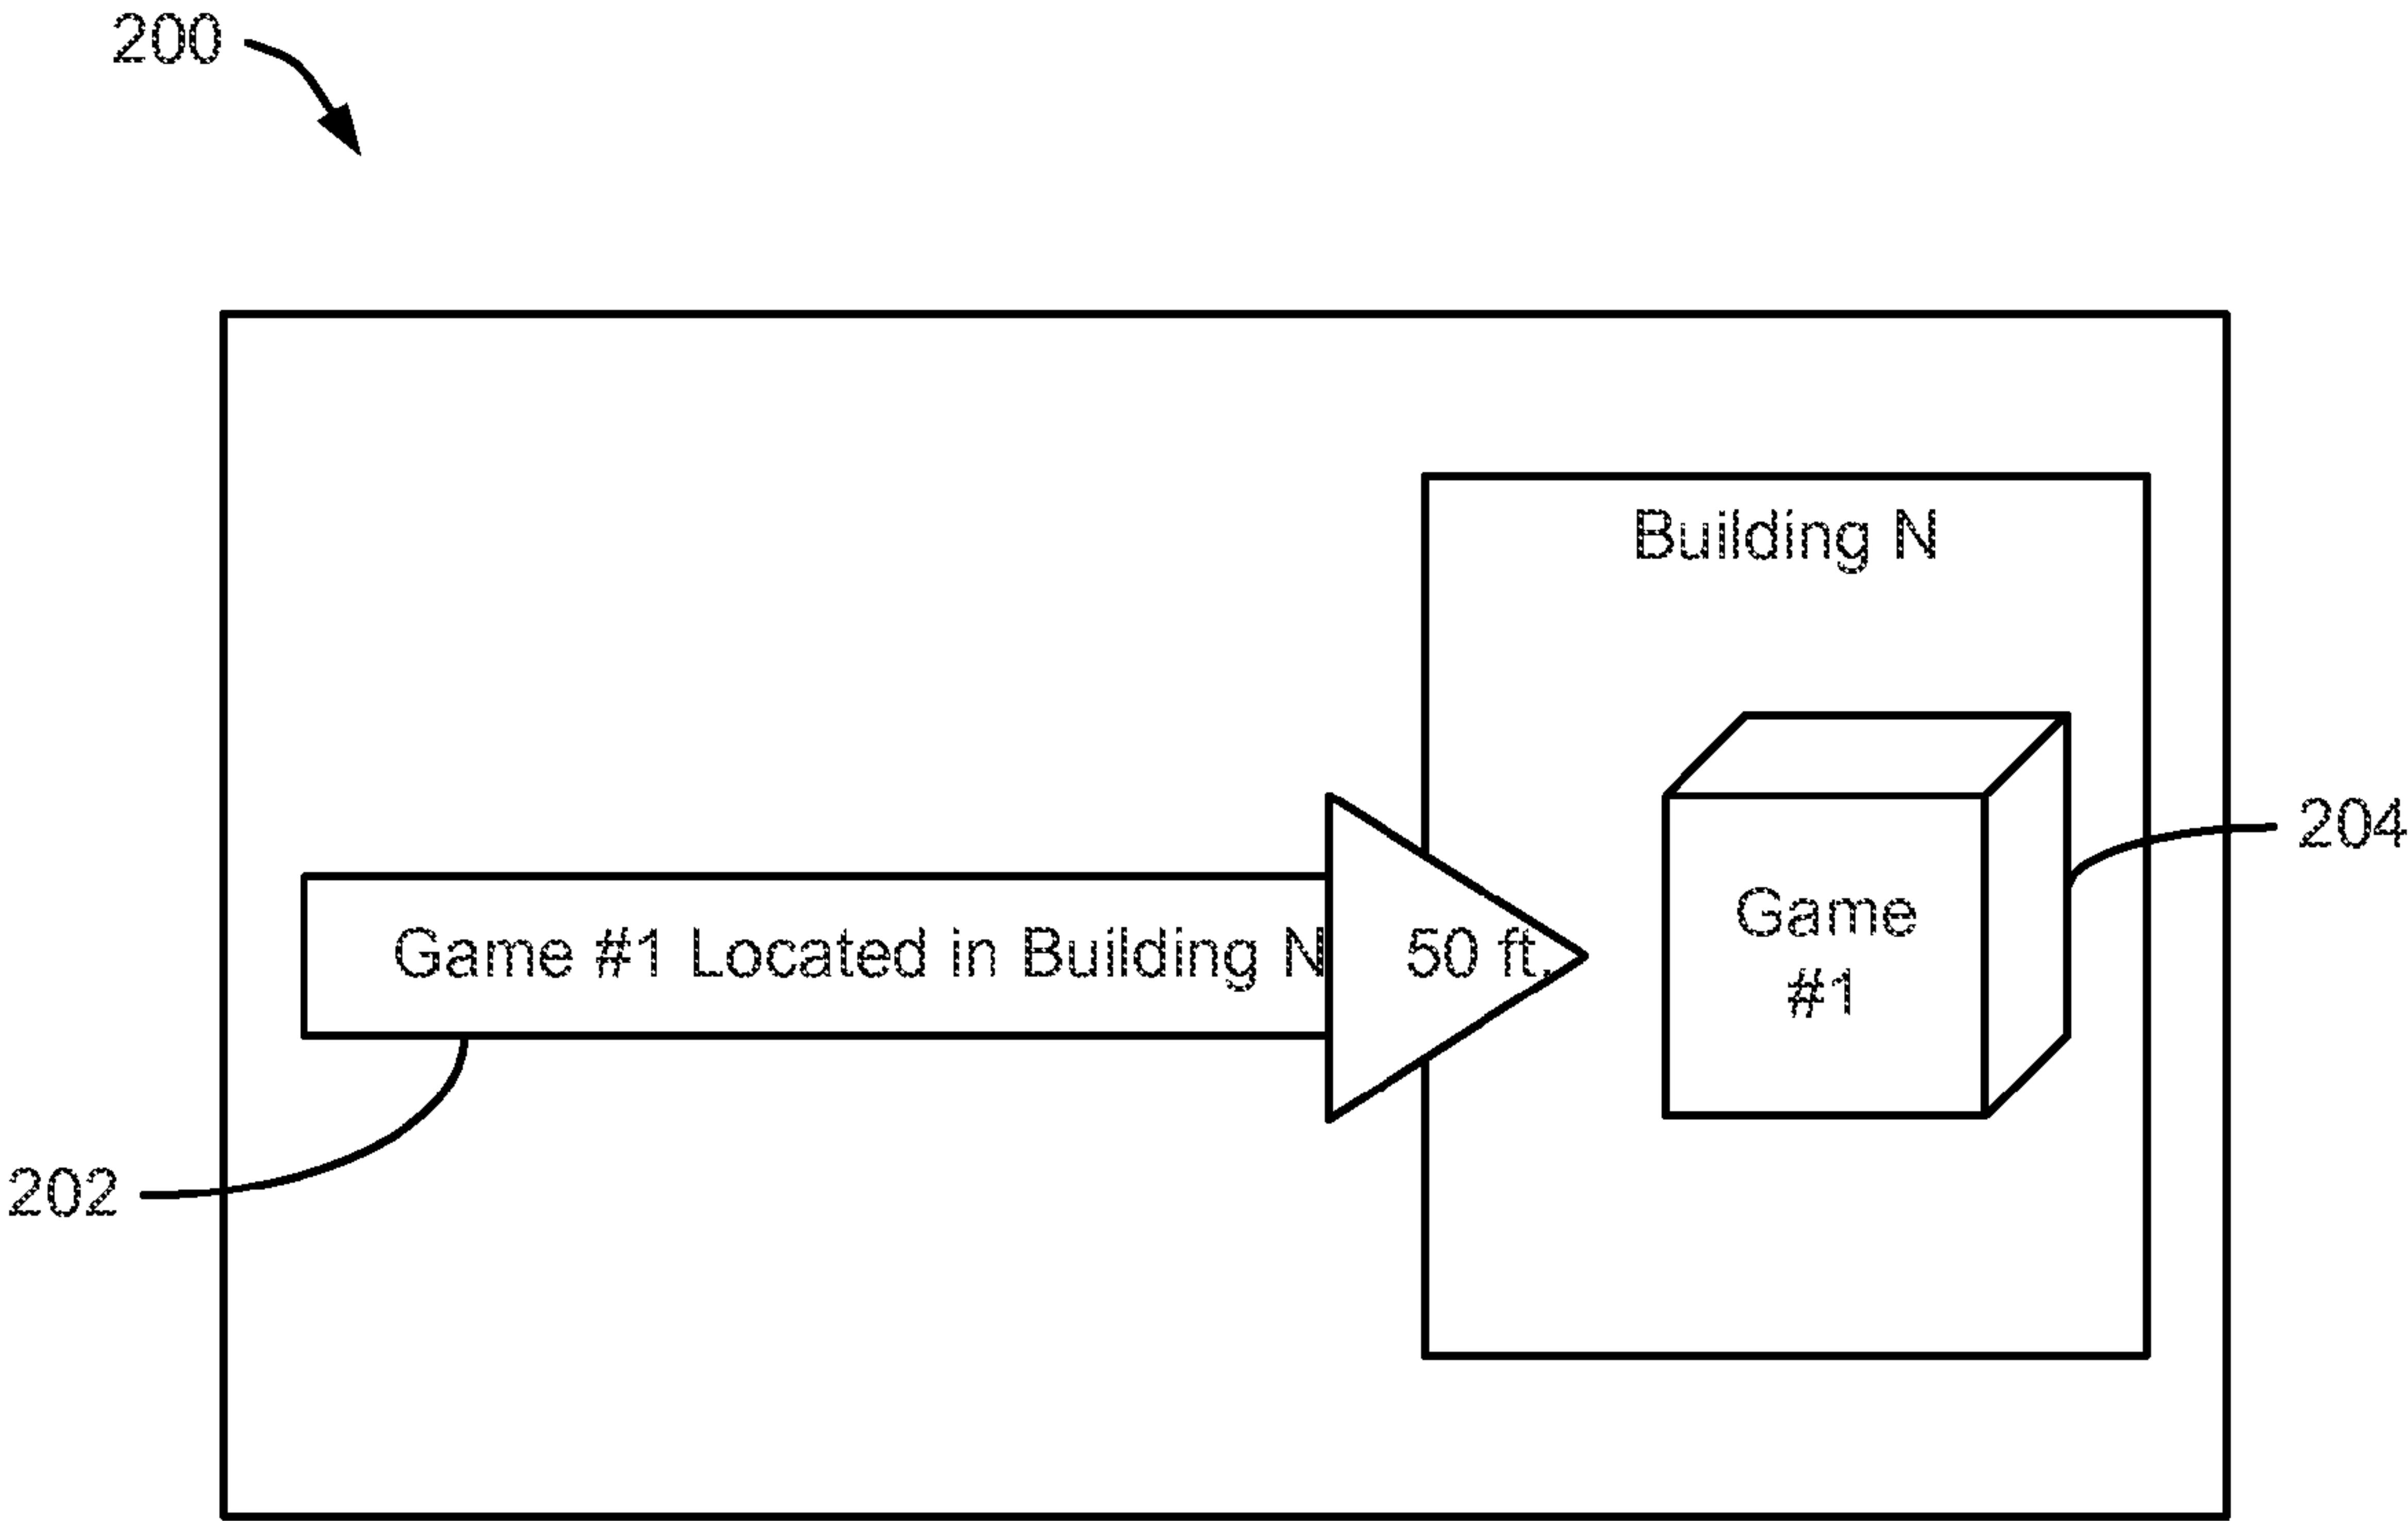 200
Building N
204
Game
#1
Game #1 Located in Building N 50 ft.
202